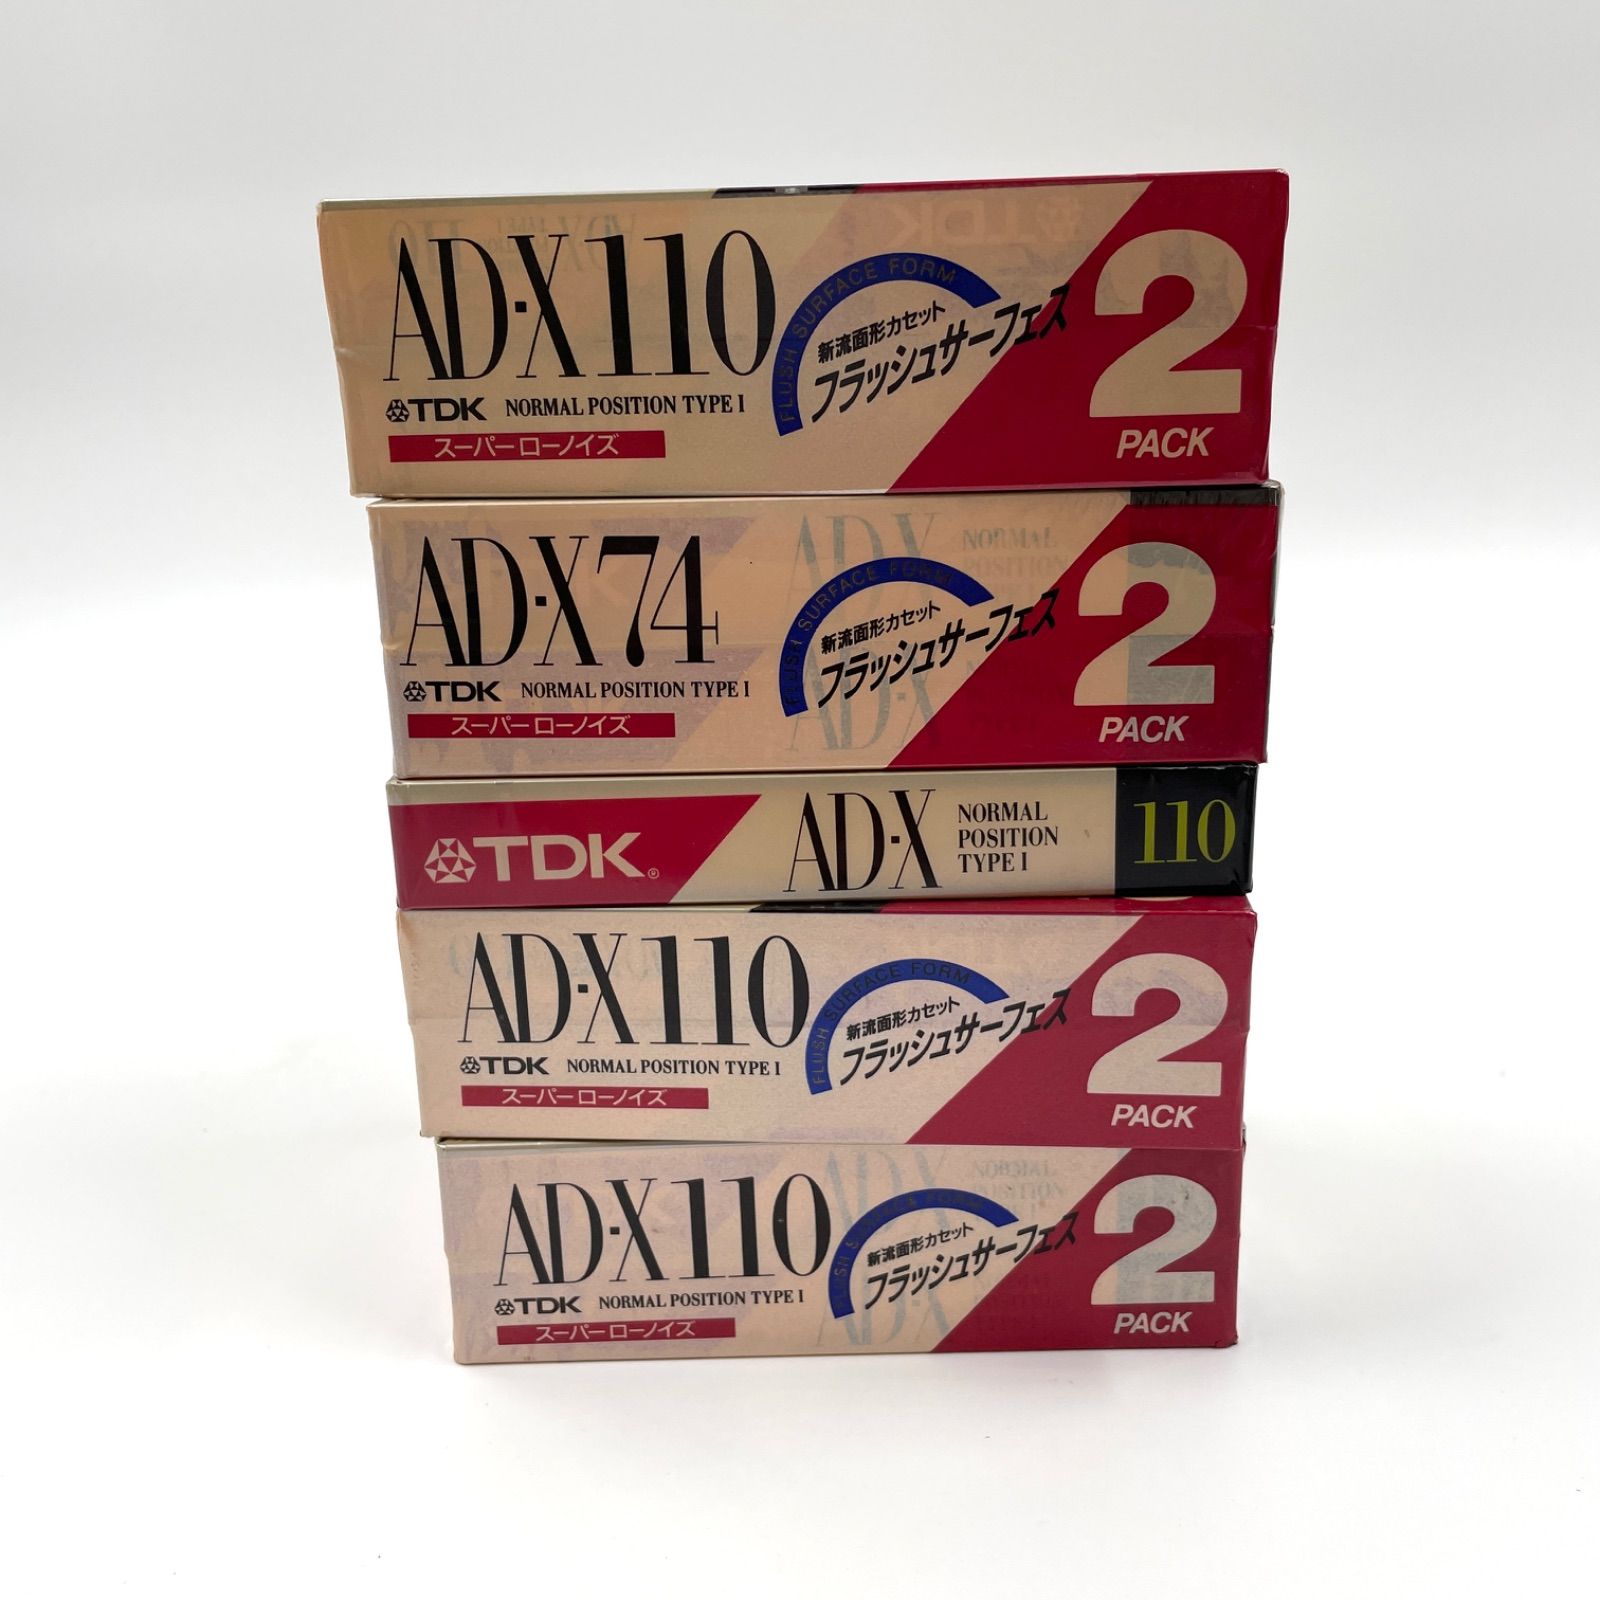 AD-X110
FLUSH SURFACE FORM
新流面形カセット
フラッシュサーフェス
TDK NORMAL POSITION TYPE I
スーパーローノイズ
2
PACK
AD-X74
FLUSH SURFACE FORM
新流面形カセット
フラッシュサーフェス
TDK NORMAL POSITION TYPE I
スーパーローノイズ
2
PACK
TDK®
AD-X
NORMAL
POSITION
TYPE I
110
AD-X110
FLUSH SURFACE FORM
新流面形カセット
フラッシュサーフェス
TDK NORMAL POSITION TYPE I
スーパーローノイズ
2
PACK
AD-X110
FLUSH SURFACE FORM
新流面形カセット
フラッシュサーフェス
TDK NORMAL POSITION TYPE I
スーパーローノイズ
2
PACK